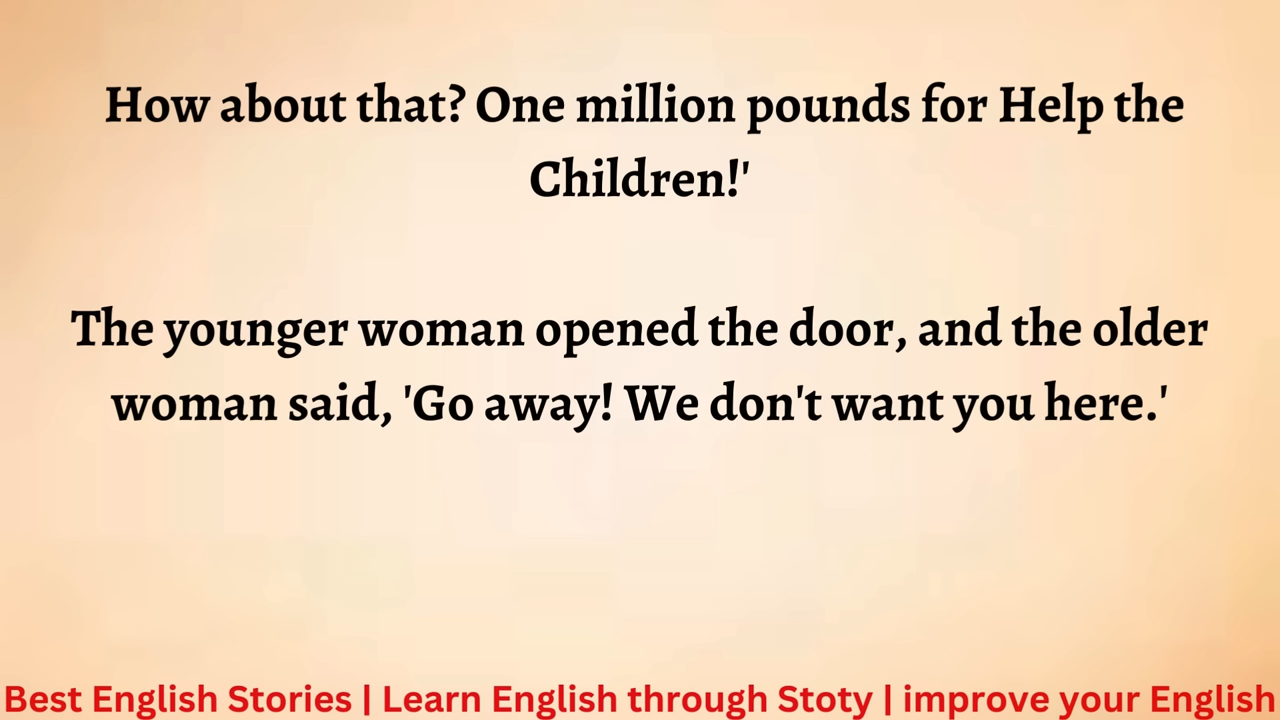 How about that? One million pounds for Help the
Children!'
The younger woman opened the door, and the older
woman said, 'Go away! We don't want you here.'
Best English Stories | Learn English through Stoty | improve your English